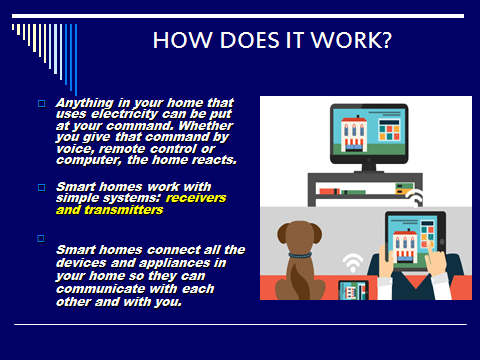 HOW DOES IT WORK?
Anything in your home that
uses electricity can be put
at your command. Whether
you give that command by
voice, remote control or
computer, the home reacts.
Smart homes work with
simple systems: receivers
and transmitters
Smart homes connect all the
devices and appliances in
your home so they can
communicate with each
other and with you.